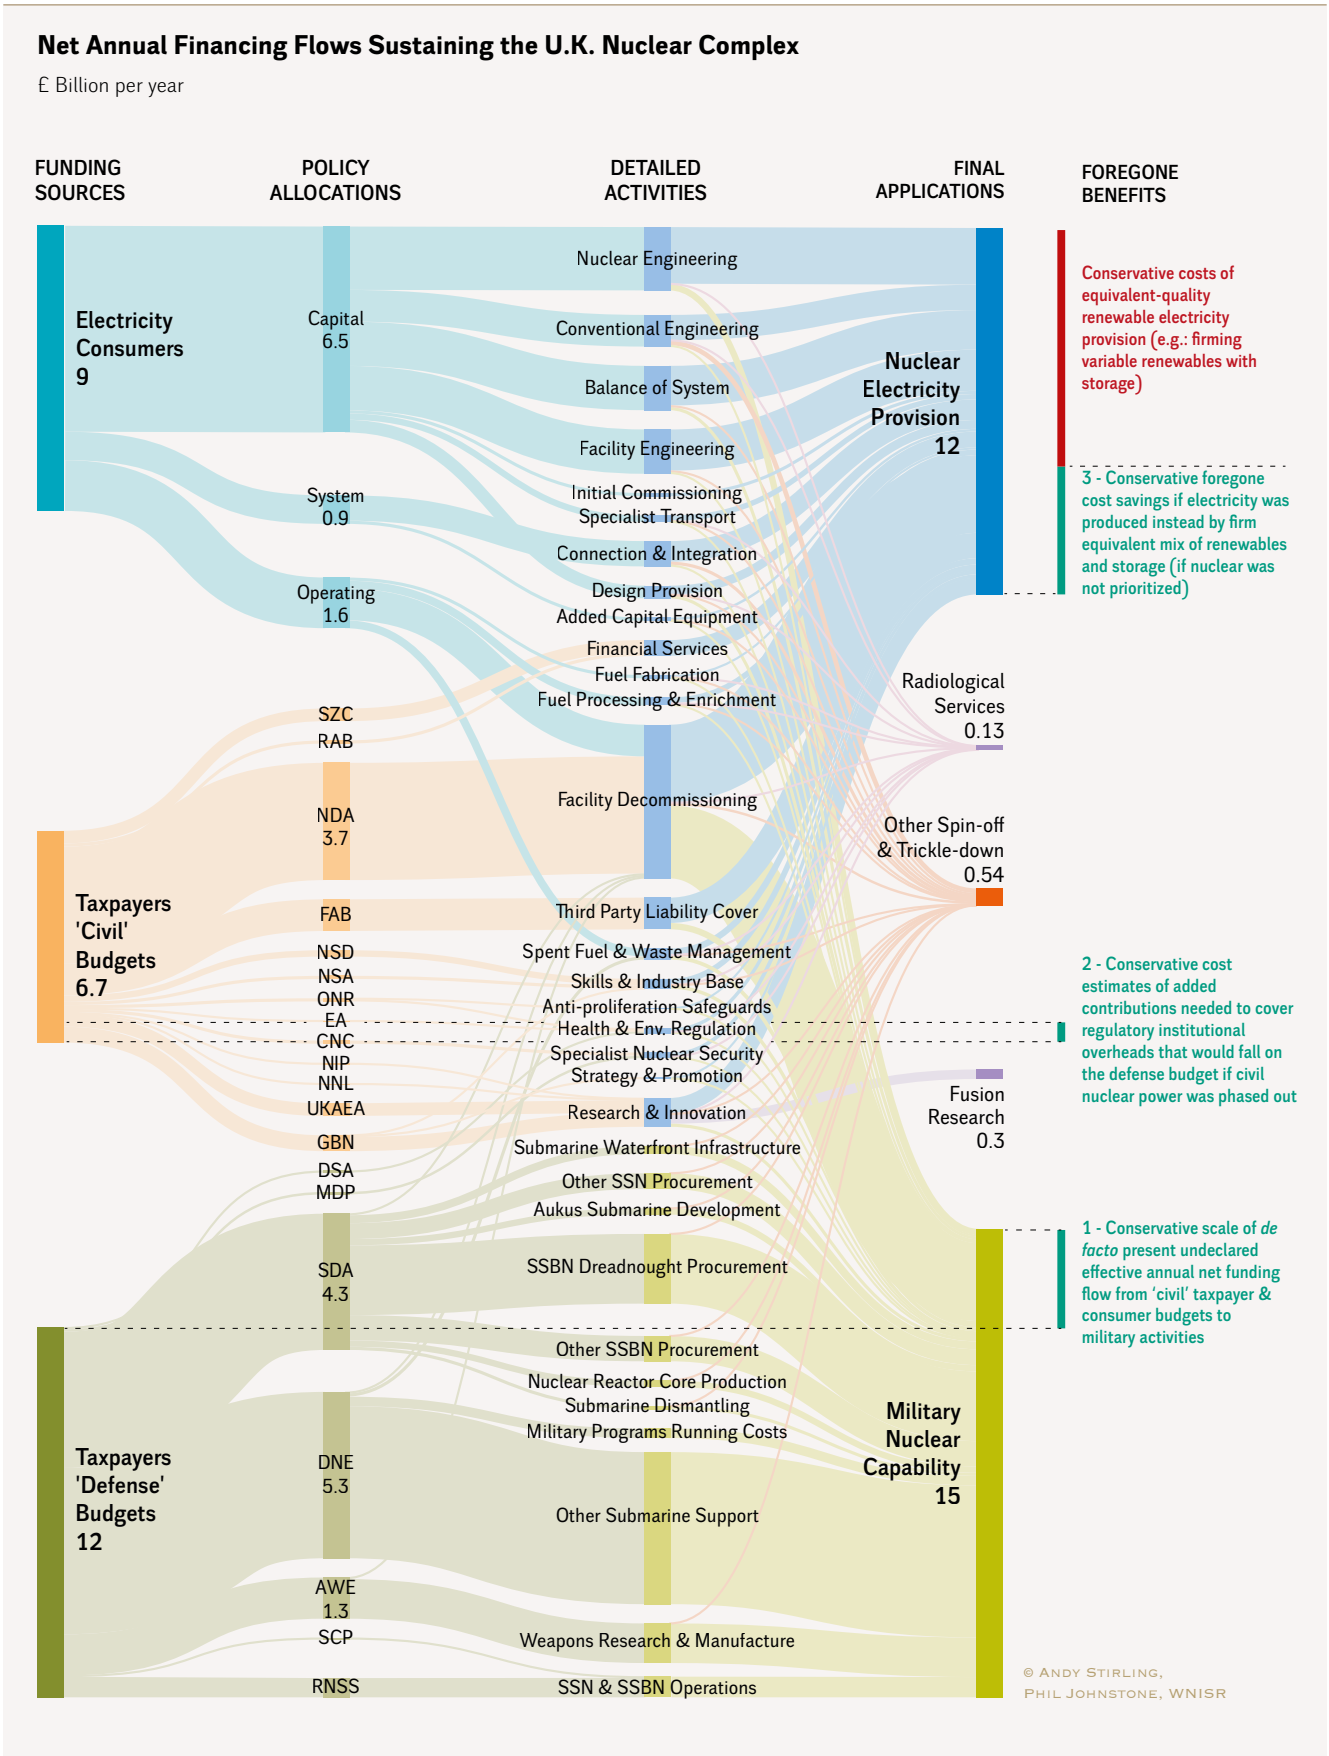 Net Annual Financing Flows Sustaining the U.K. Nuclear Complex
£ Billion per year
FUNDING
SOURCES
POLICY
ALLOCATIONS
DETAILED
ACTIVITIES
FINAL
APPLICATIONS
FOREGONE
BENEFITS
Electricity
Consumers
9
Taxpayers
'Civil'
Budgets
6.7
Taxpayers
'Defense'
Budgets
12
Capital
6.5
System
0.9
Operating
1.6
SZC
RAB
NDA
3.7
FAB
NSD
NSA
ONR
EA
CNC
NIP
NNL
UKAEA
GBN
DSA
MDP
SDA
4.3
DNE
5.3
AWE
1.3
SCP
RNSS
Nuclear Engineering
Conventional Engineering
Balance of System
Facility Engineering
Initial Commissioning
Specialist Transport
Connection & Integration
Design Provision
Added Capital Equipment
Financial Services
Fuel Fabrication
Fuel Processing & Enrichment
Facility Decommissioning
Third Party Liability Cover
Spent Fuel & Waste Management
Skills & Industry Base
Anti-proliferation Safeguards
Health & Env. Regulation
Specialist Nuclear Security
Strategy & Promotion
Research & Innovation
Submarine Waterfront Infrastructure
Other SSN Procurement
Aukus Submarine Development
SSBN Dreadnought Procurement
Other SSBN Procurement
Nuclear Reactor Core Production
Submarine Dismantling
Military Programs Running Costs
Other Submarine Support
Weapons Research & Manufacture
SSN & SSBN Operations
Nuclear
Electricity
Provision
12
Radiological
Services
0.13
Other Spin-off
& Trickle-down
0.54
Fusion
Research
0.3
Military
Nuclear
Capability
15
Conservative costs of
equivalent-quality
renewable electricity
provision (e.g.: firming
variable renewables with
storage)
3 - Conservative foregone
cost savings if electricity was
produced instead by firm
equivalent mix of renewables
and storage (if nuclear was
not prioritized)
2 - Conservative cost
estimates of added
contributions needed to cover
regulatory institutional
overheads that would fall on
the defense budget if civil
nuclear power was phased out
1 - Conservative scale of de
facto present undeclared
effective annual net funding
flow from ‘civil’ taxpayer &
consumer budgets to
military activities
© Andy Stirling,
Phil Johnstone, WNISR